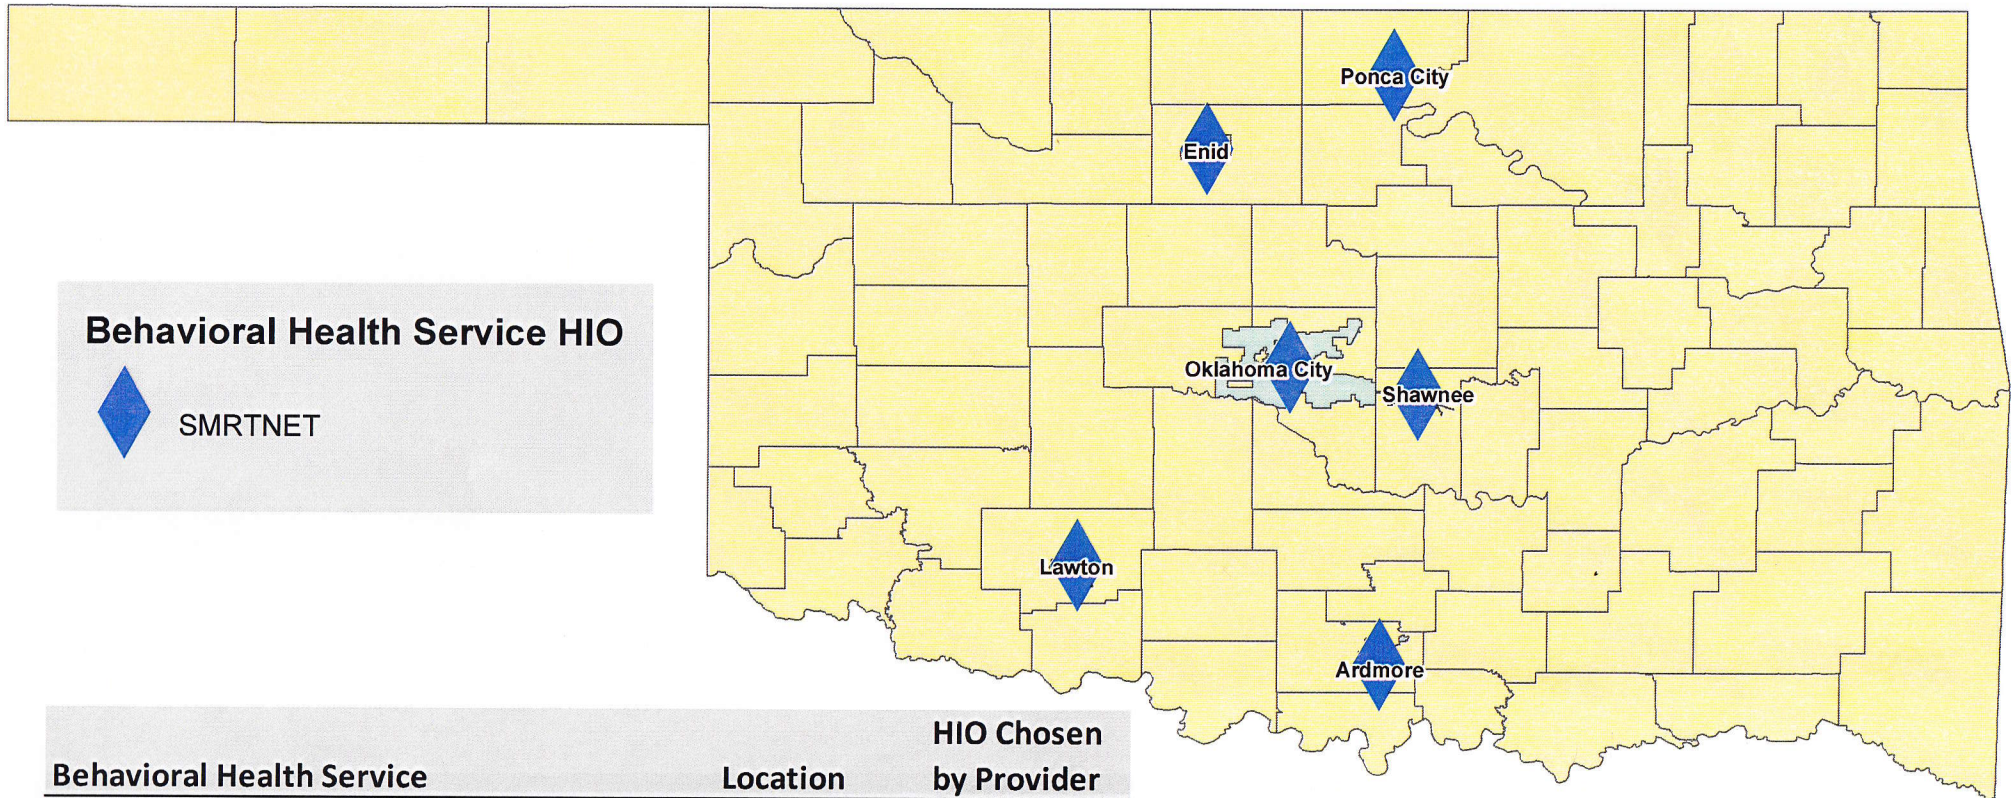 Ponca City
Enid
Behavioral Health Service HIO
SMRTNET
Oklahoma City
Shawnee
Lawton
Ardmore
Behavioral Health Service Location HIO Chosen
by Provider